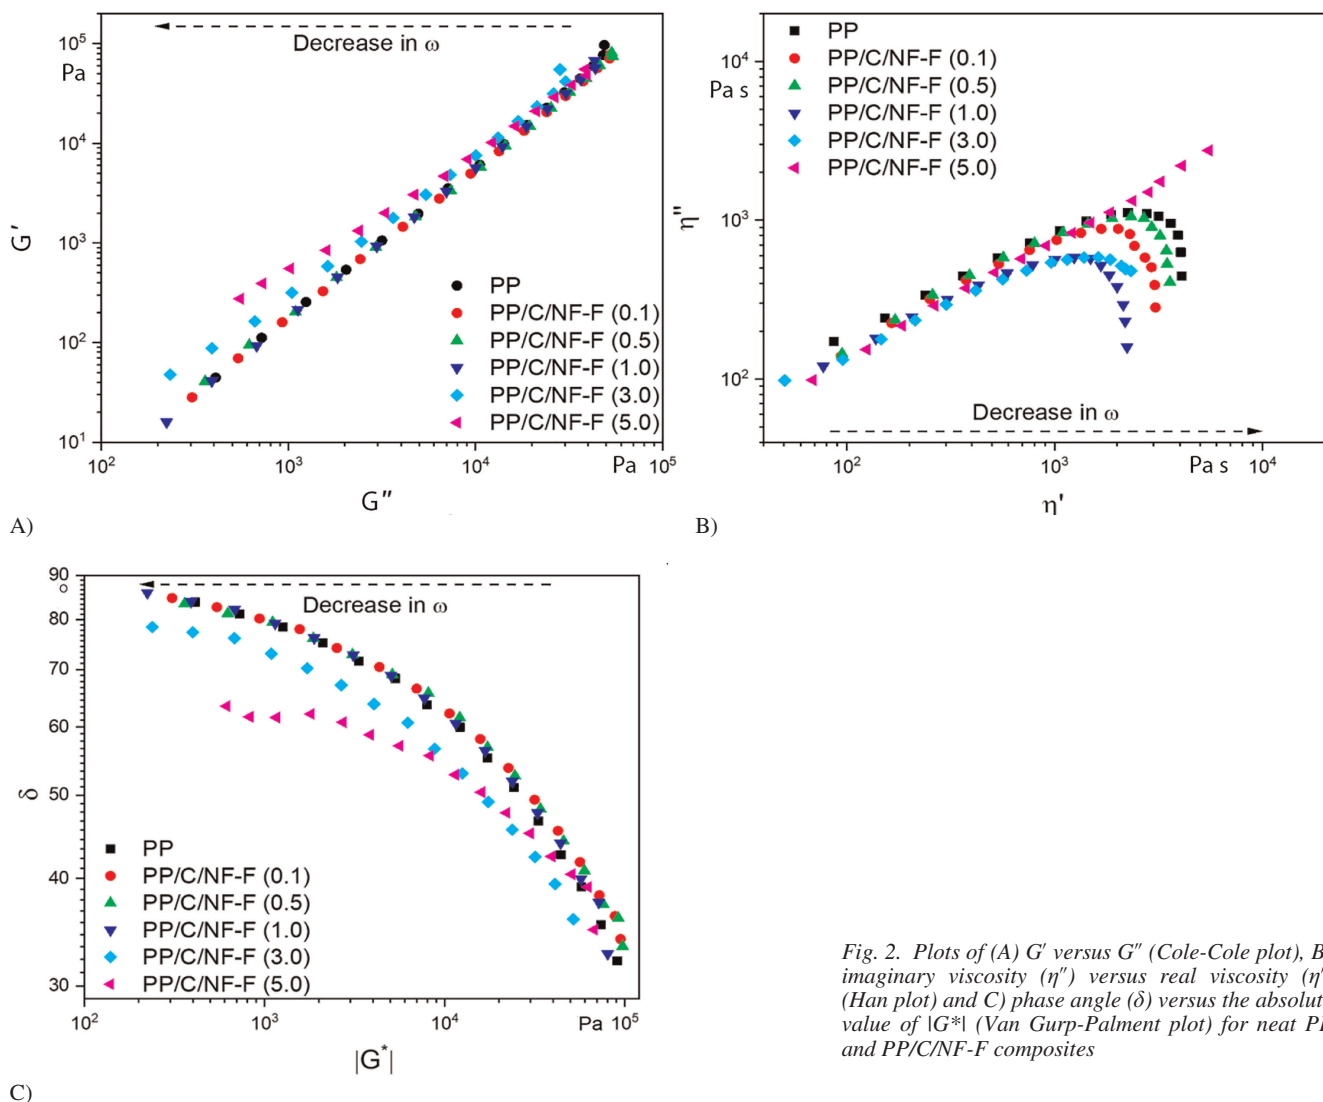 A)
Decrease in ω
10⁵
Pa
10⁴
10³
10²
10¹
G′
PP
PP/C/NF-F (0.1)
PP/C/NF-F (0.5)
PP/C/NF-F (1.0)
PP/C/NF-F (3.0)
PP/C/NF-F (5.0)
10² 10³ 10⁴ Pa 10⁵
G″
B)
10⁴
Pa s
10³
10²
η″
PP
PP/C/NF-F (0.1)
PP/C/NF-F (0.5)
PP/C/NF-F (1.0)
PP/C/NF-F (3.0)
PP/C/NF-F (5.0)
Decrease in ω
10² 10³ Pa s 10⁴
η′
90
°
80
70
60
50
40
30
δ
Decrease in ω
PP
PP/C/NF-F (0.1)
PP/C/NF-F (0.5)
PP/C/NF-F (1.0)
PP/C/NF-F (3.0)
PP/C/NF-F (5.0)
10² 10³ 10⁴ Pa 10⁵
|G*|
C)
Fig. 2. Plots of (A) G′ versus G″ (Cole-Cole plot), B
imaginary viscosity (η″) versus real viscosity (η′
(Han plot) and C) phase angle (δ) versus the absolut
value of |G*| (Van Gurp-Palment plot) for neat PP
and PP/C/NF-F composites